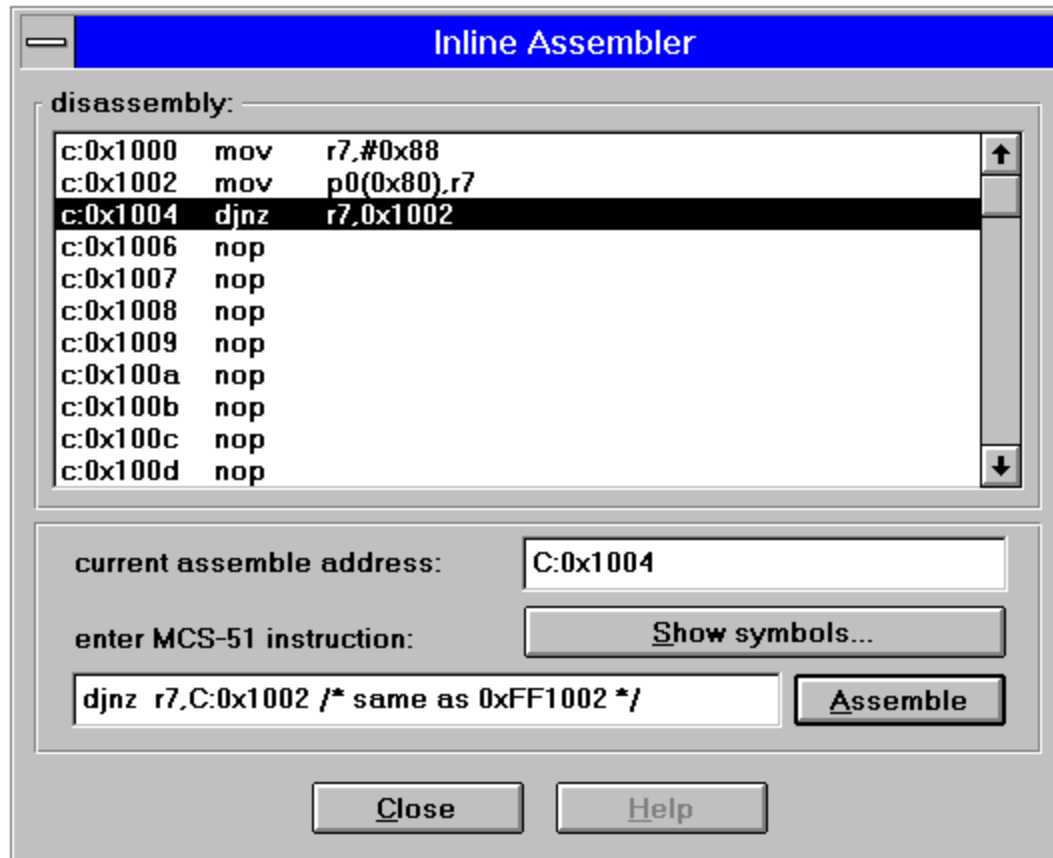 Inline Assembler
disassembly:
c:0x1000 mov r7,#0x88
c:0x1002 mov p0(0x80),r7
c:0x1004 djnz r7,0x1002
c:0x1006 nop
c:0x1007 nop
c:0x1008 nop
c:0x1009 nop
c:0x100a nop
c:0x100b nop
c:0x100c nop
c:0x100d nop
current assemble address: C:0x1004
enter MCS-51 instruction: Show symbols...
djnz r7,C:0x1002 /* same as 0xFF1002 */ Assemble
Close Help